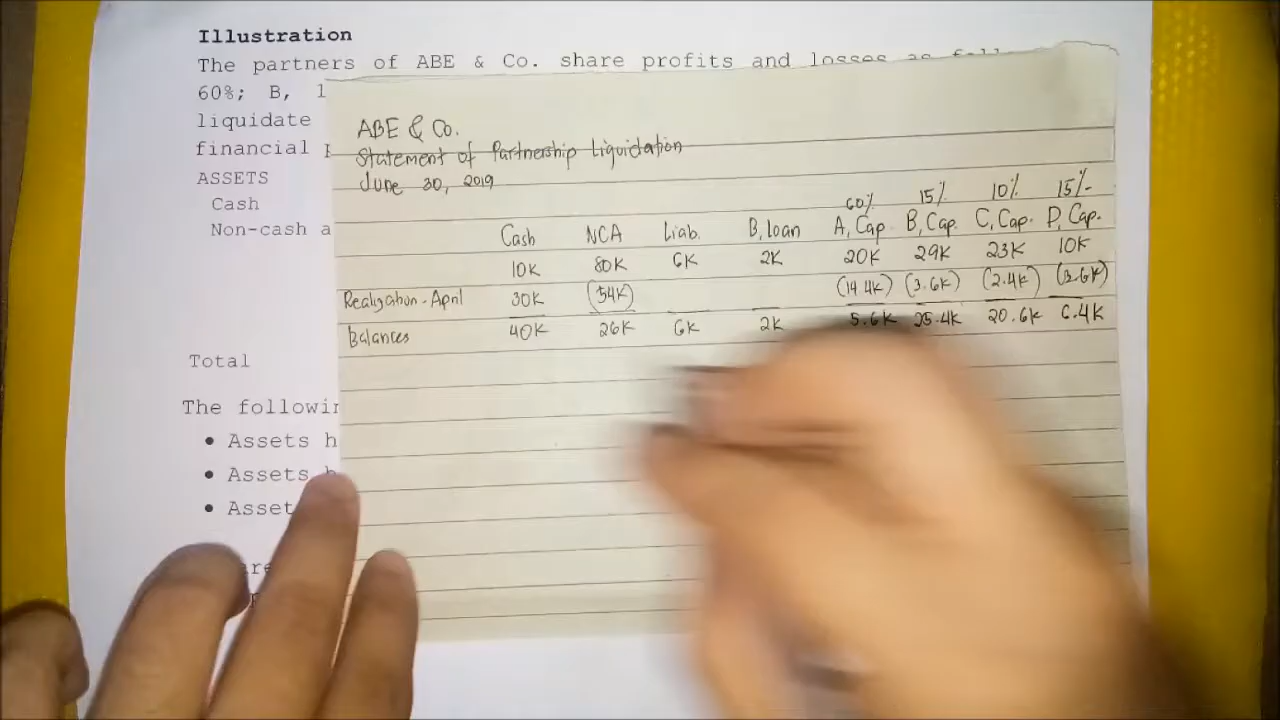 Illustration
The partners of ABE & Co. share profits and losses as
60%; B, 1
liquidate
financial
ASSETS
Cash
Non-cash a
Total
The followin
• Assets h
• Assets
• Asset
ABE & Co.
Statement of Partnership Liquidation
June 30, 2019
60% 15% 10% 15%
Cash NCA Liab. B, loan A, Cap B, Cap. C, Cap. D, Cap.
10K 80K 6K 2K 20K 29K 23K 10K
Realization - April 30K (54K) (14.4K) (3.6K) (2.4K) (3.6K)
Balances 40K 26K 6K 2K 5.6K 25.4K 20.6K 6.4K